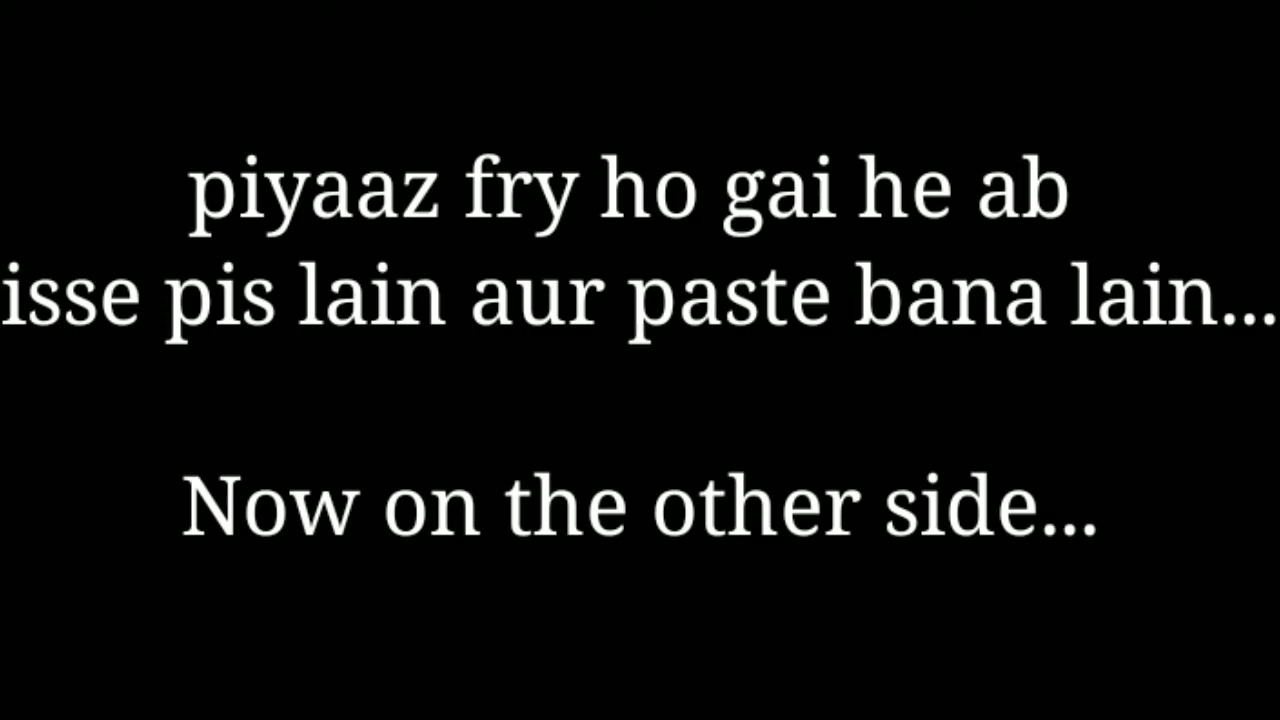 piyaaz fry ho gai he ab
isse pis lain aur paste bana lain...
Now on the other side...